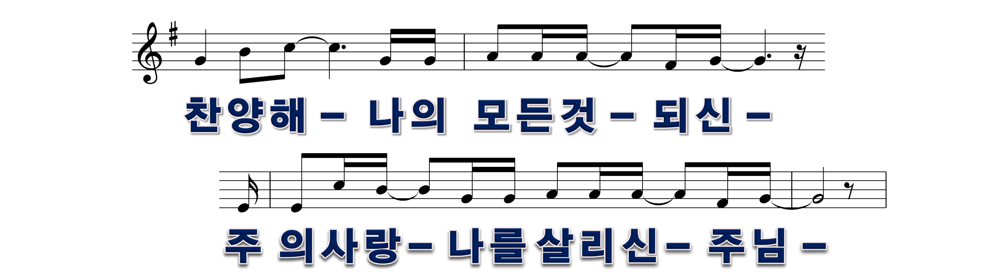 찬양해 - 나의 모든것 - 되신 -
주 의사랑 - 나를살리신 - 주님 -